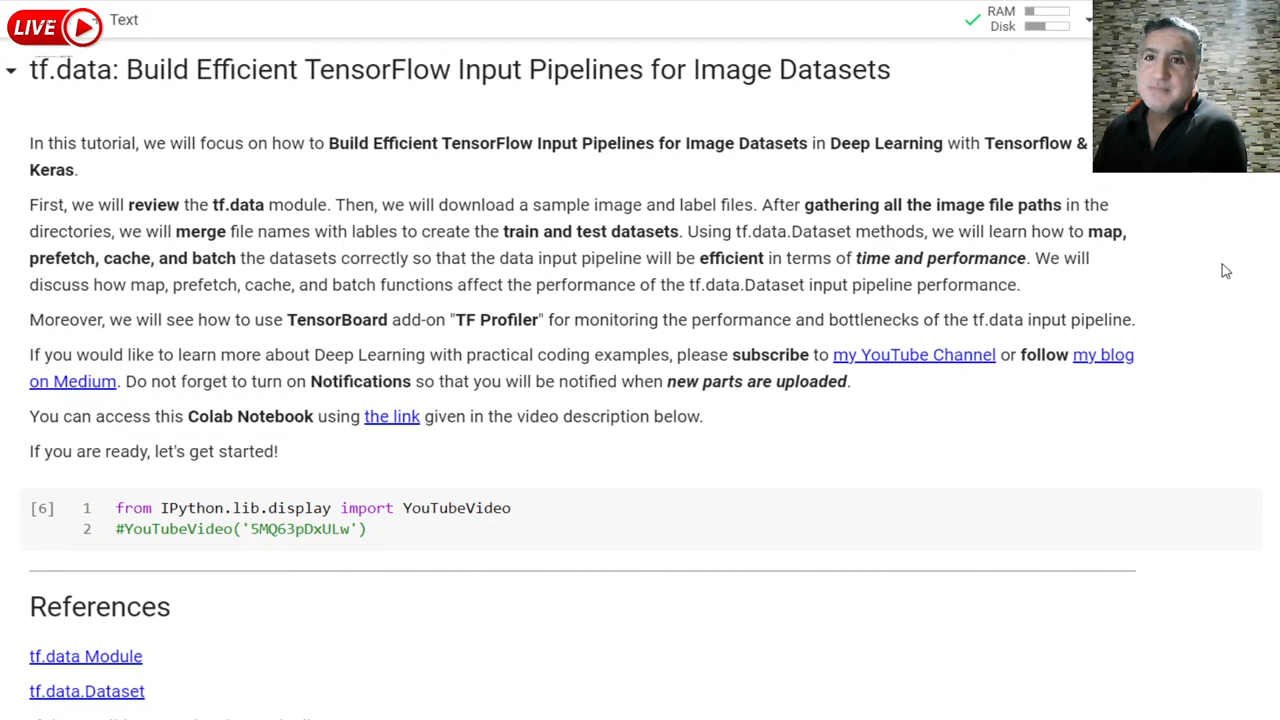 LIVE
Text
RAM
Disk
tf.data: Build Efficient TensorFlow Input Pipelines for Image Datasets
In this tutorial, we will focus on how to Build Efficient TensorFlow Input Pipelines for Image Datasets in Deep Learning with Tensorflow &
Keras.
First, we will review the tf.data module. Then, we will download a sample image and label files. After gathering all the image file paths in the
directories, we will merge file names with lables to create the train and test datasets. Using tf.data.Dataset methods, we will learn how to map,
prefetch, cache, and batch the datasets correctly so that the data input pipeline will be efficient in terms of time and performance. We will
discuss how map, prefetch, cache, and batch functions affect the performance of the tf.data.Dataset input pipeline performance.
Moreover, we will see how to use TensorBoard add-on "TF Profiler" for monitoring the performance and bottlenecks of the tf.data input pipeline.
If you would like to learn more about Deep Learning with practical coding examples, please subscribe to my YouTube Channel or follow my blog
on Medium. Do not forget to turn on Notifications so that you will be notified when new parts are uploaded.
You can access this Colab Notebook using the link given in the video description below.
If you are ready, let's get started!
[6] 1 from IPython.lib.display import YouTubeVideo
2 #YouTubeVideo('5MQ63pDxULw')
References
tf.data Module
tf.data.Dataset